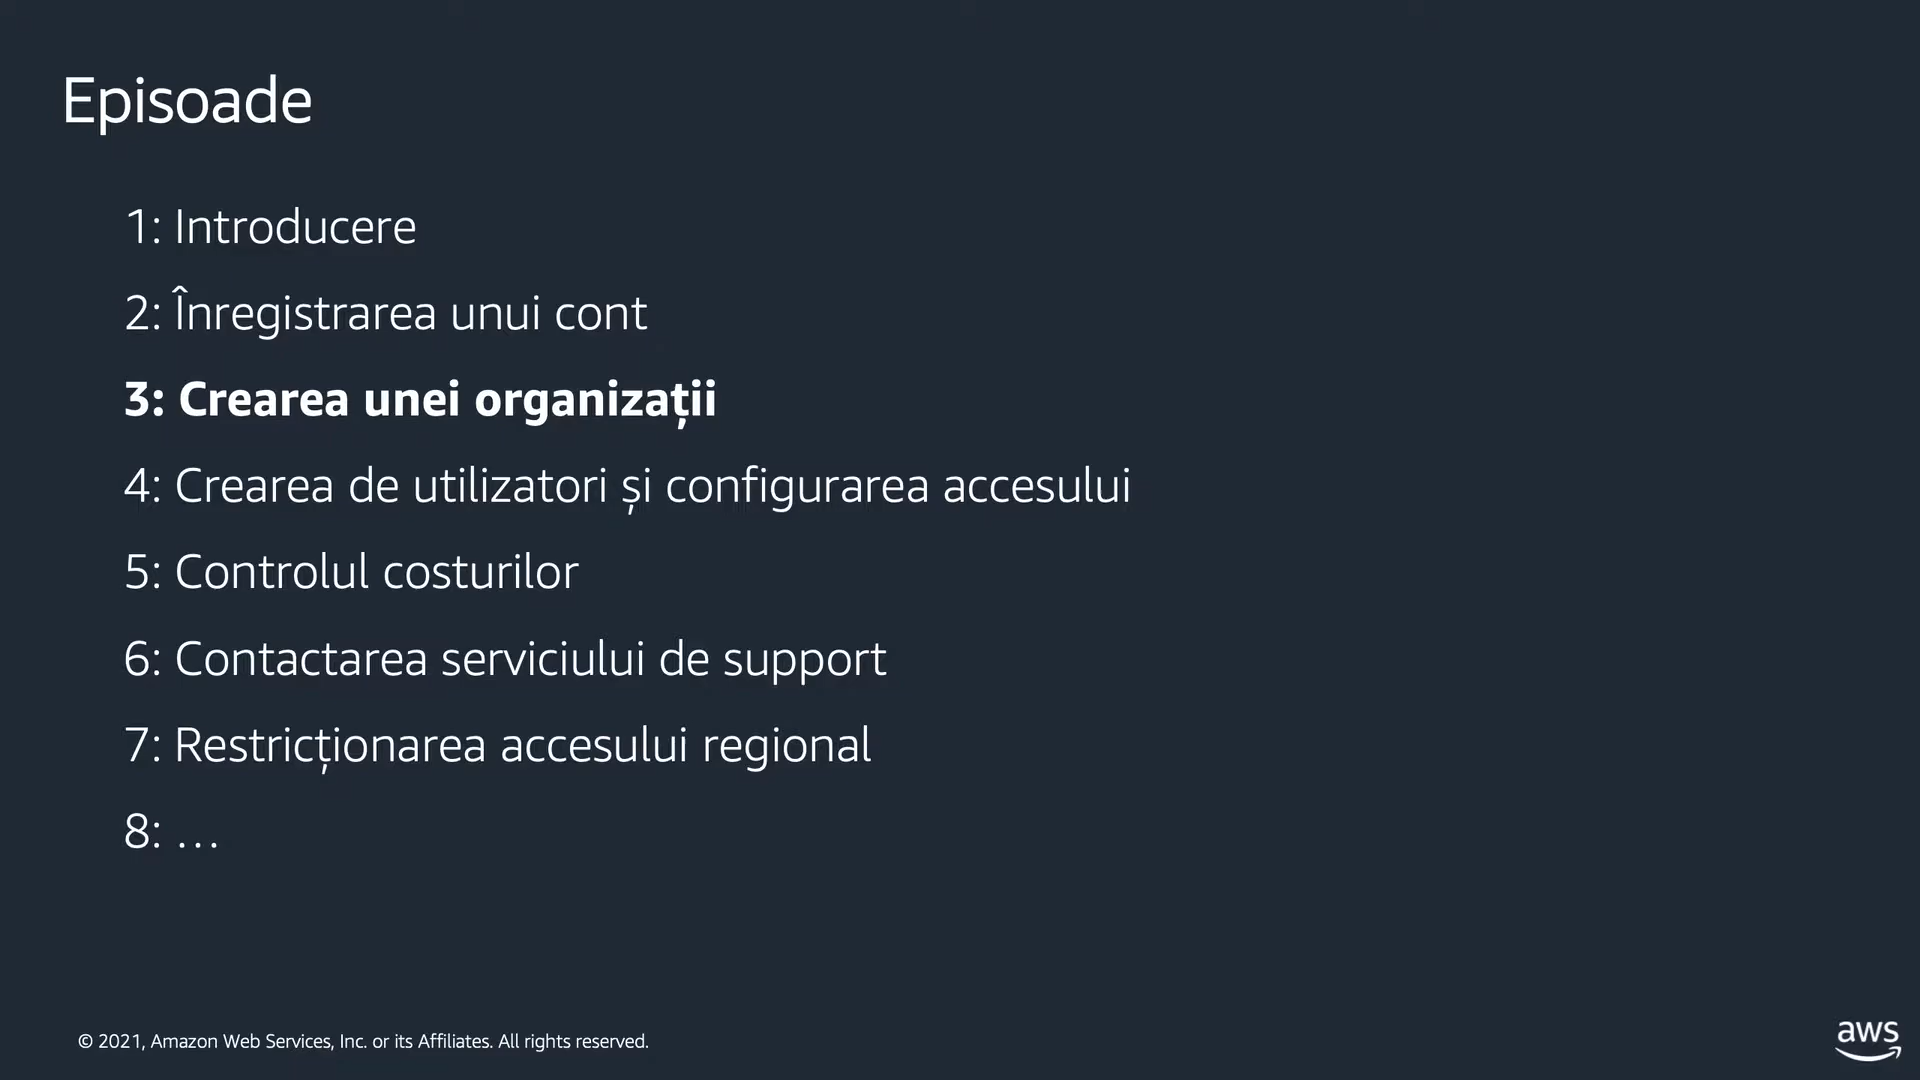 Episoade
1: Introducere
2: Înregistrarea unui cont
3: Crearea unei organizații
4: Crearea de utilizatori și configurarea accesului
5: Controlul costurilor
6: Contactarea serviciului de support
7: Restricționarea accesului regional
8: …
© 2021, Amazon Web Services, Inc. or its Affiliates. All rights reserved.
aws